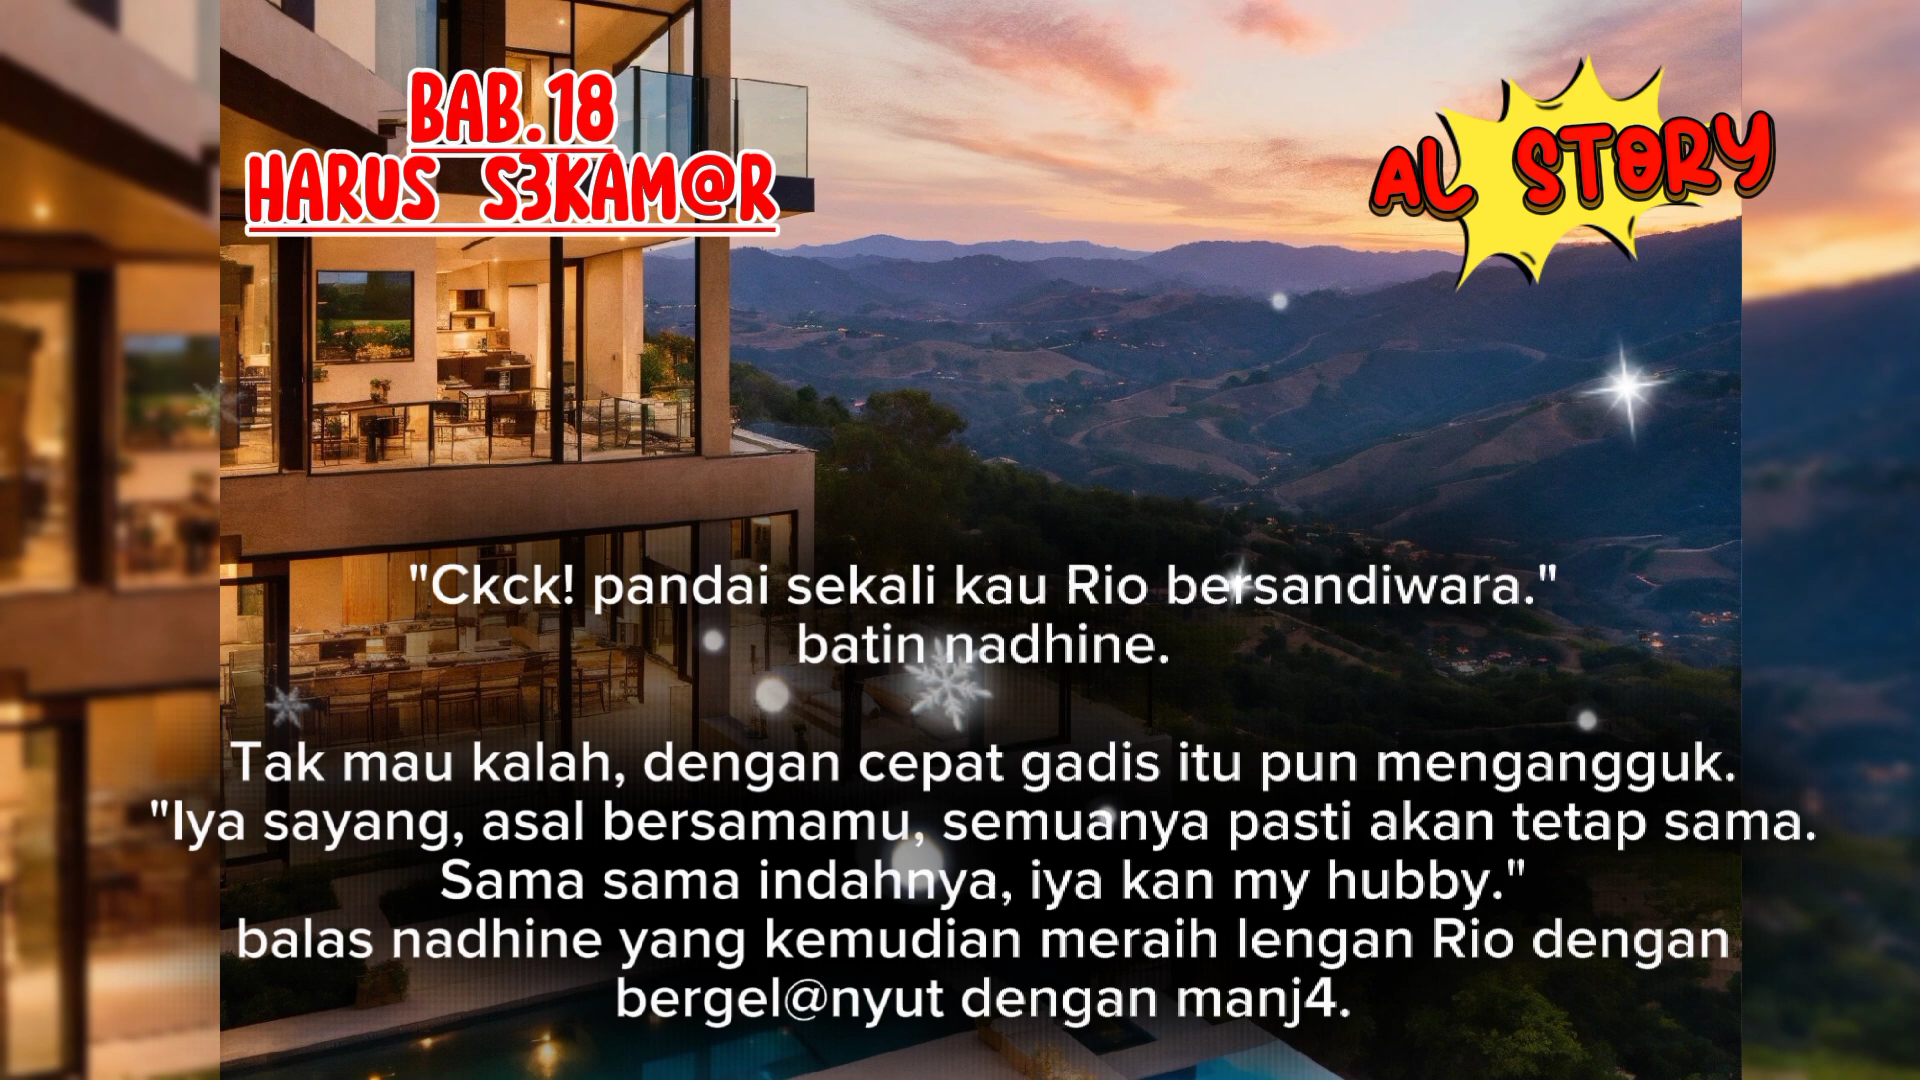 BAB.18
HARUS S3KAM@R
AL STORY
"Ckck! pandai sekali kau Rio bersandiwara."
batin nadhine.
Tak mau kalah, dengan cepat gadis itu pun mengangguk.
"Iya sayang, asal bersamamu, semuanya pasti akan tetap sama.
Sama sama indahnya, iya kan my hubby."
balas nadhine yang kemudian meraih lengan Rio dengan
bergel@nyut dengan manj4.